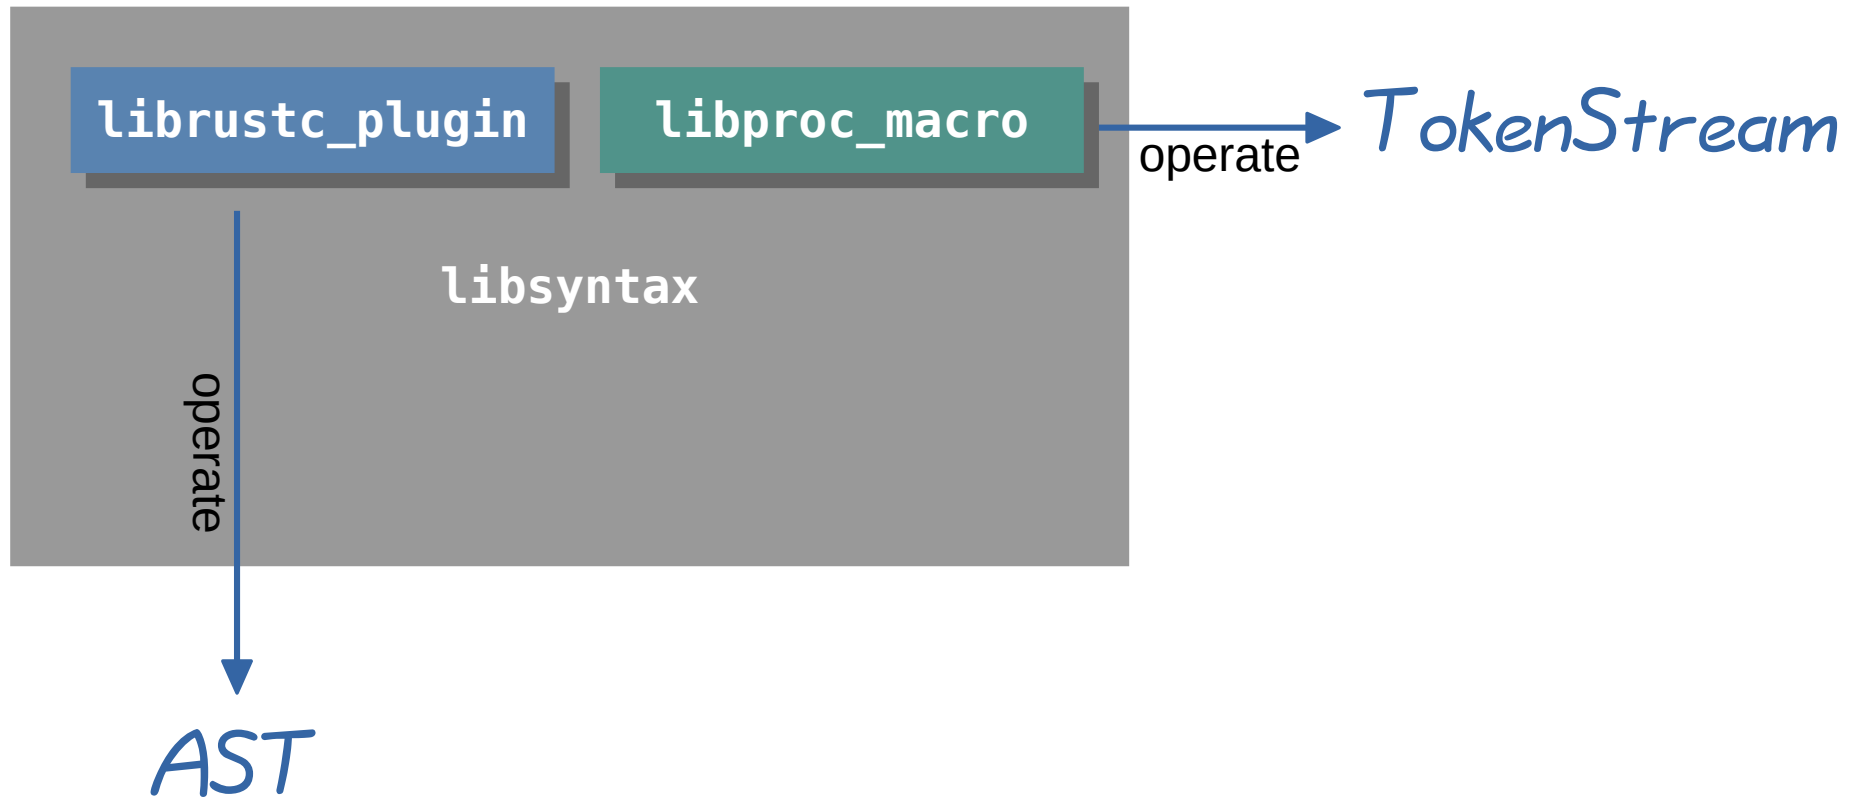 librustc_plugin
libproc_macro
operate
TokenStream
libsyntax
operate
AST